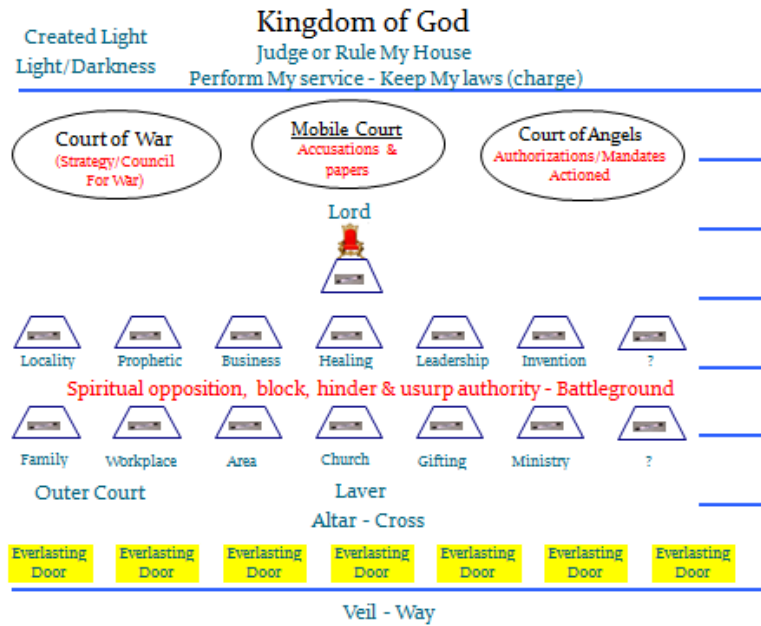 Kingdom of God
Created Light
Light/Darkness
Judge or Rule My House
Perform My service - Keep My laws (charge)
Court of War
(Strategy/Council
For War)
Mobile Court
Accusations &
papers
Court of Angels
Authorizations/Mandates
Actioned
Lord
Locality Prophetic Business Healing Leadership Invention ?
Spiritual opposition, block, hinder & usurp authority - Battleground
Family Workplace Area Church Gifting Ministry ?
Outer Court Laver
Altar - Cross
Everlasting Door
Everlasting Door
Everlasting Door
Everlasting Door
Everlasting Door
Everlasting Door
Everlasting Door
Veil - Way